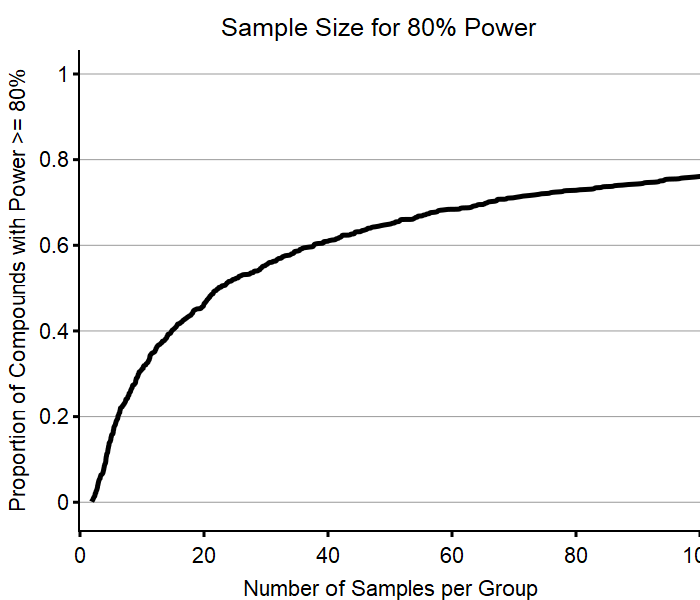 Sample Size for 80% Power
Proportion of Compounds with Power >= 80%
1
0.8
0.6
0.4
0.2
0
0 20 40 60 80
Number of Samples per Group